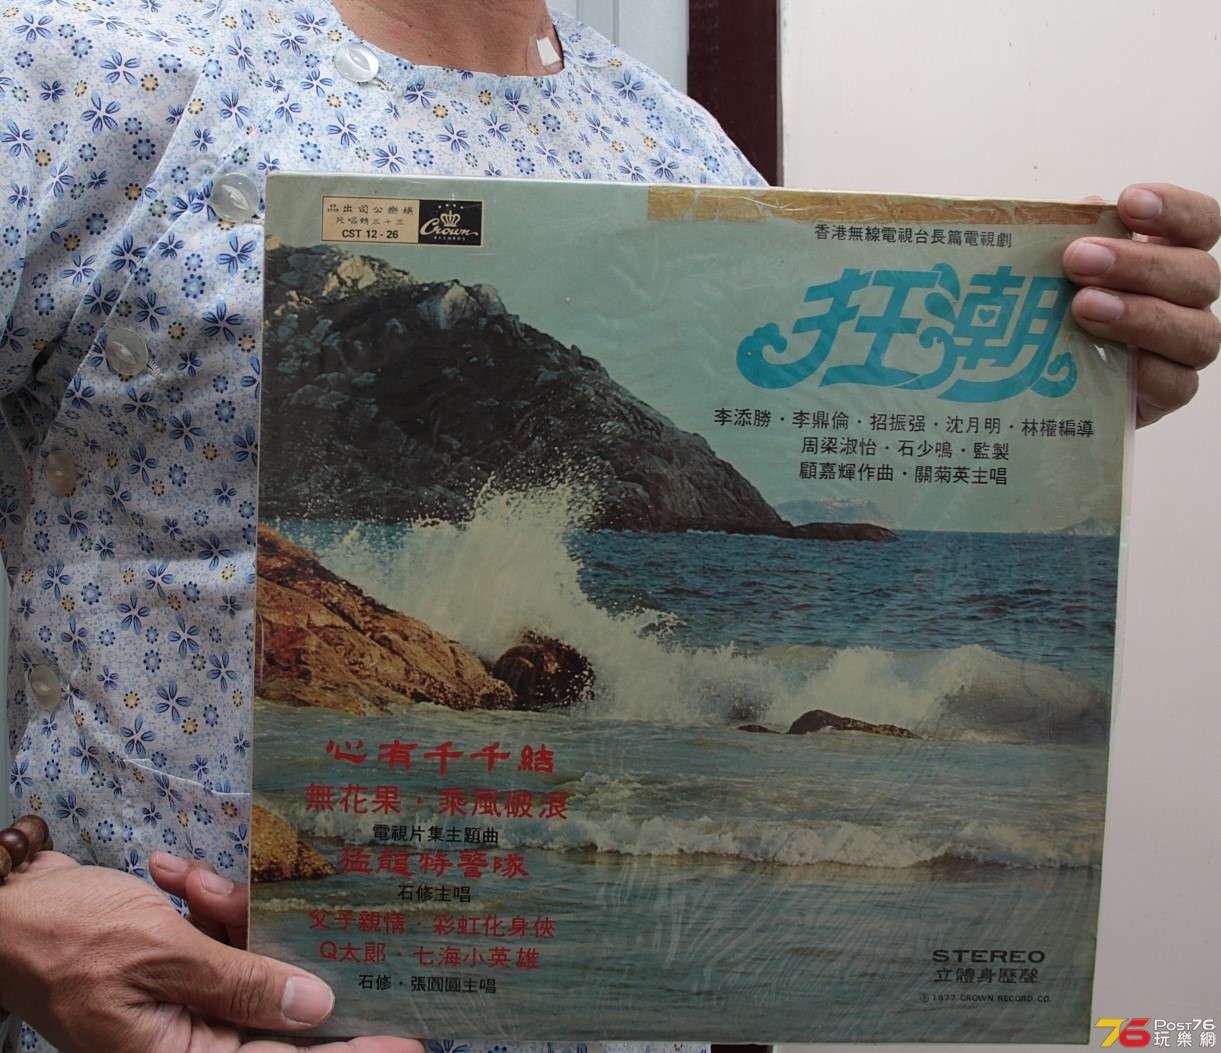 品出司公樂娛
片唱轉三十三
CST 12 - 26
Crown
RECORDS
香港無線電視台長篇電視劇
狂潮
李添勝・李鼎倫・招振强・沈月明・林權編導
周梁淑怡・石少鳴・監製
顧嘉輝作曲・關菊英主唱
心有千千結
無花果・乘風破浪
電視片集主題曲
猛龍特警隊
石修主唱
父子親情・彩虹化身俠
Q太郎・七海小英雄
石修・張圓圓主唱
STEREO
立體身歷聲
Ⓟ 1977 CROWN RECORD CO.
76 POST76
玩樂網